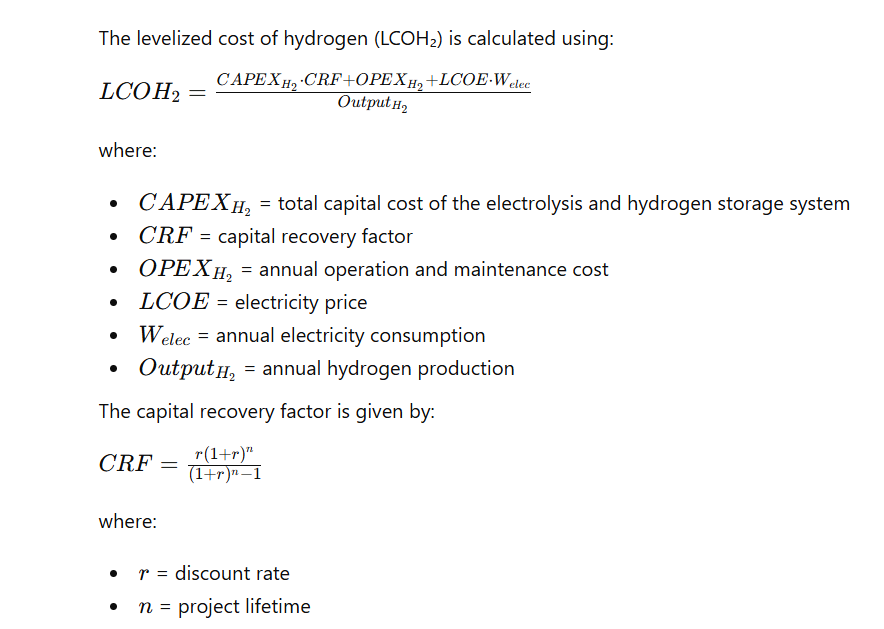 The levelized cost of hydrogen (LCOH₂) is calculated using:
LCOH₂ = (CAPEX_H₂·CRF+OPEX_H₂+LCOE·W_elec)/(Output_H₂)
where:
• CAPEX_H₂ = total capital cost of the electrolysis and hydrogen storage system
• CRF = capital recovery factor
• OPEX_H₂ = annual operation and maintenance cost
• LCOE = electricity price
• W_elec = annual electricity consumption
• Output_H₂ = annual hydrogen production
The capital recovery factor is given by:
CRF = r(1+r)ⁿ/((1+r)ⁿ−1)
where:
• r = discount rate
• n = project lifetime